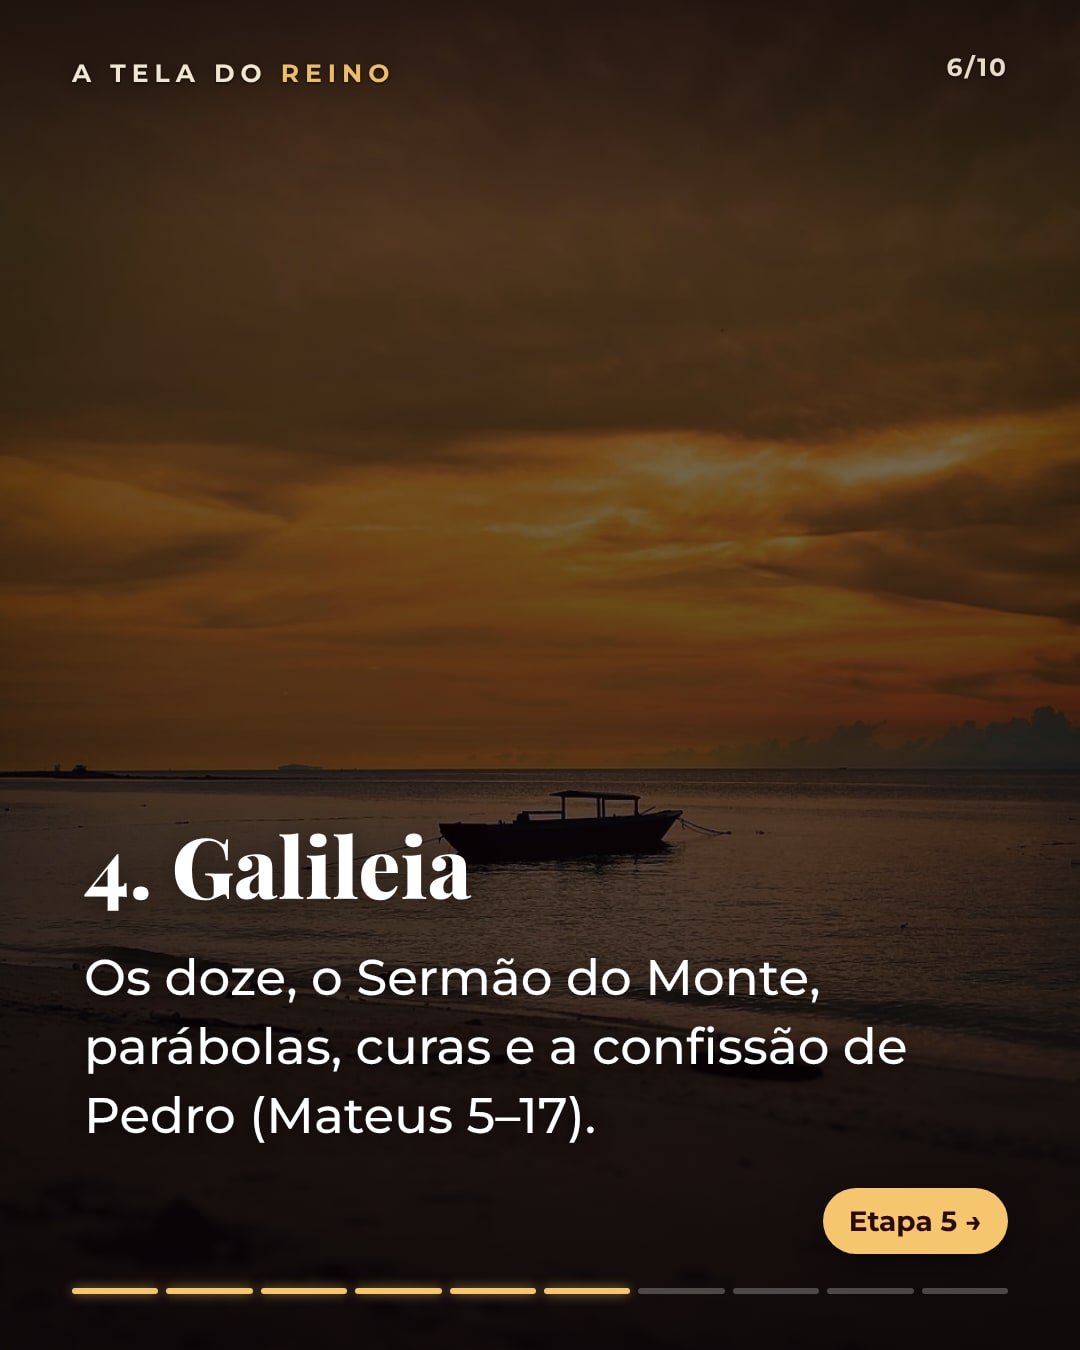 A TELA DO REINO
6/10
4. Galileia
Os doze, o Sermão do Monte,
parábolas, curas e a confissão de
Pedro (Mateus 5–17).
Etapa 5 →